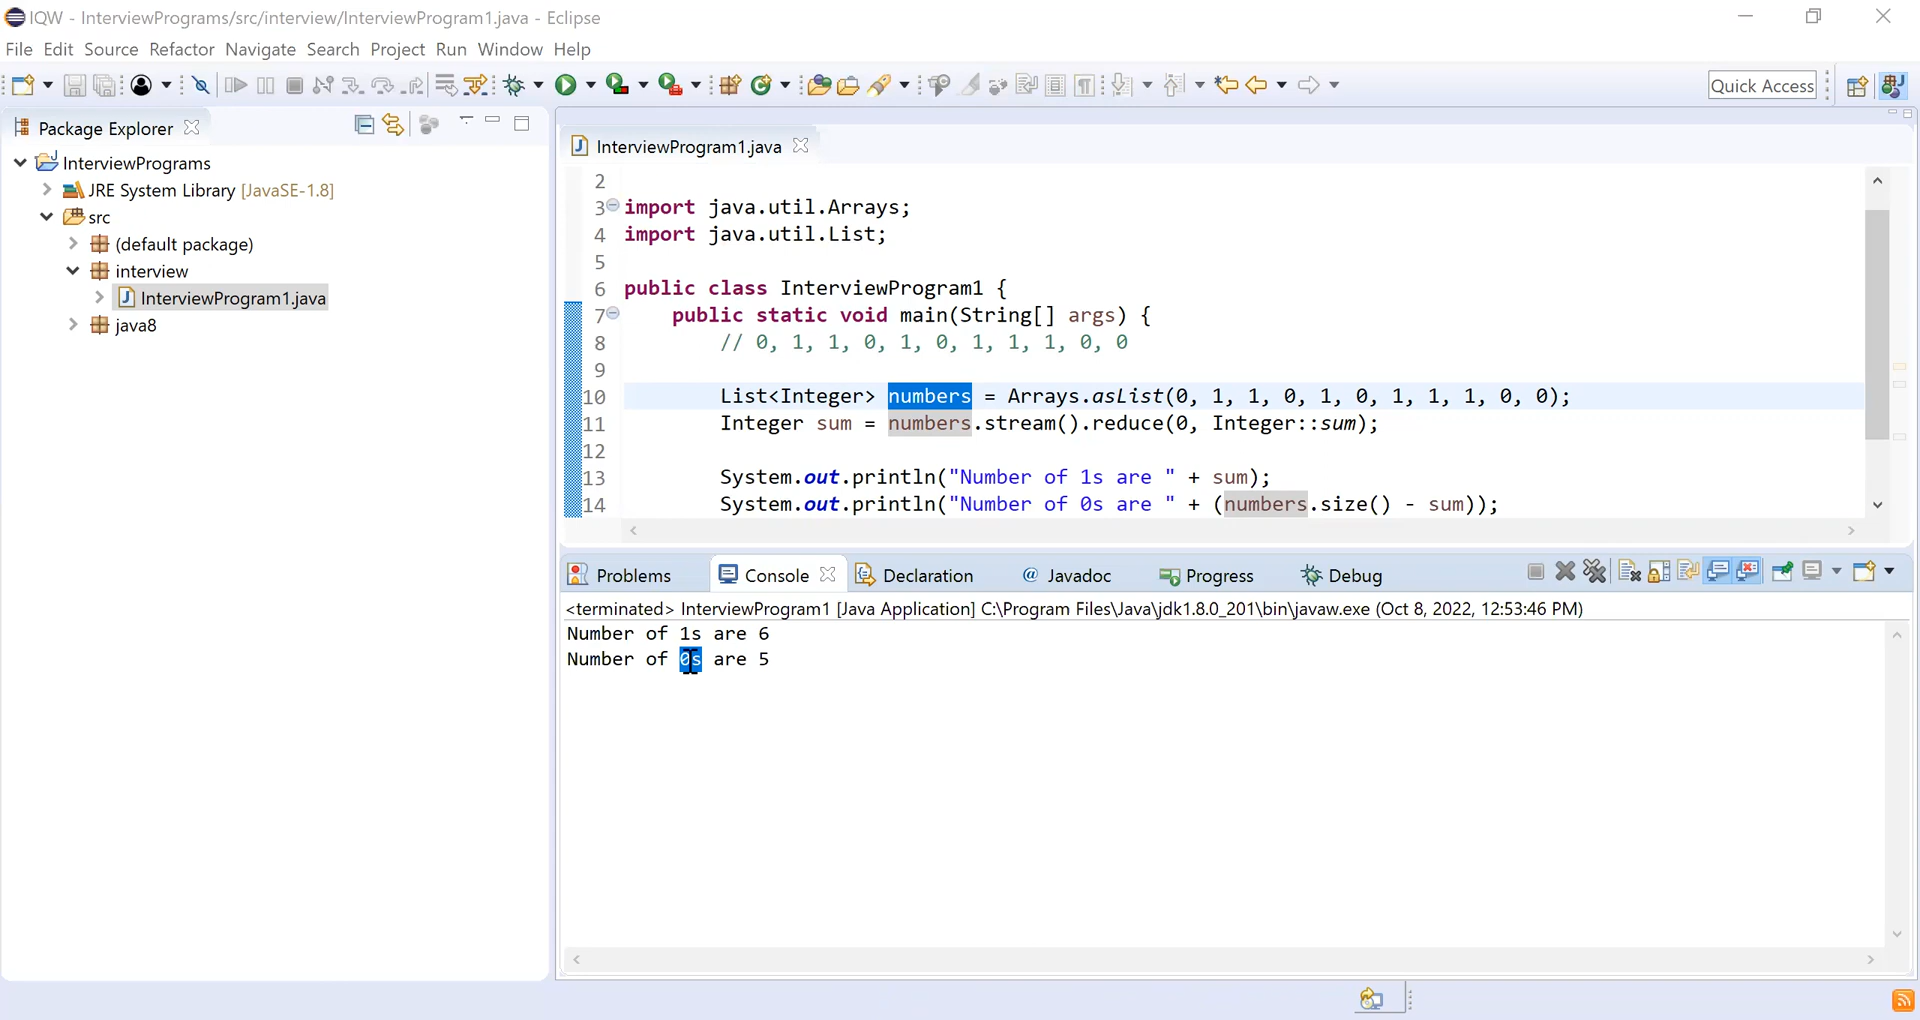 IQW - InterviewPrograms/src/interview/InterviewProgram1.java - Eclipse
File Edit Source Refactor Navigate Search Project Run Window Help
Quick Access
Package Explorer
InterviewPrograms
JRE System Library [JavaSE-1.8]
src
(default package)
interview
InterviewProgram1.java
java8
InterviewProgram1.java
2
3 import java.util.Arrays;
4 import java.util.List;
5
6 public class InterviewProgram1 {
7 public static void main(String[] args) {
8 // 0, 1, 1, 0, 1, 0, 1, 1, 1, 0, 0
9
10 List<Integer> numbers = Arrays.asList(0, 1, 1, 0, 1, 0, 1, 1, 1, 0, 0);
11 Integer sum = numbers.stream().reduce(0, Integer::sum);
12
13 System.out.println("Number of 1s are " + sum);
14 System.out.println("Number of 0s are " + (numbers.size() - sum));
Problems Console Declaration @ Javadoc Progress Debug
<terminated> InterviewProgram1 [Java Application] C:\Program Files\Java\jdk1.8.0_201\bin\javaw.exe (Oct 8, 2022, 12:53:46 PM)
Number of 1s are 6
Number of 0s are 5